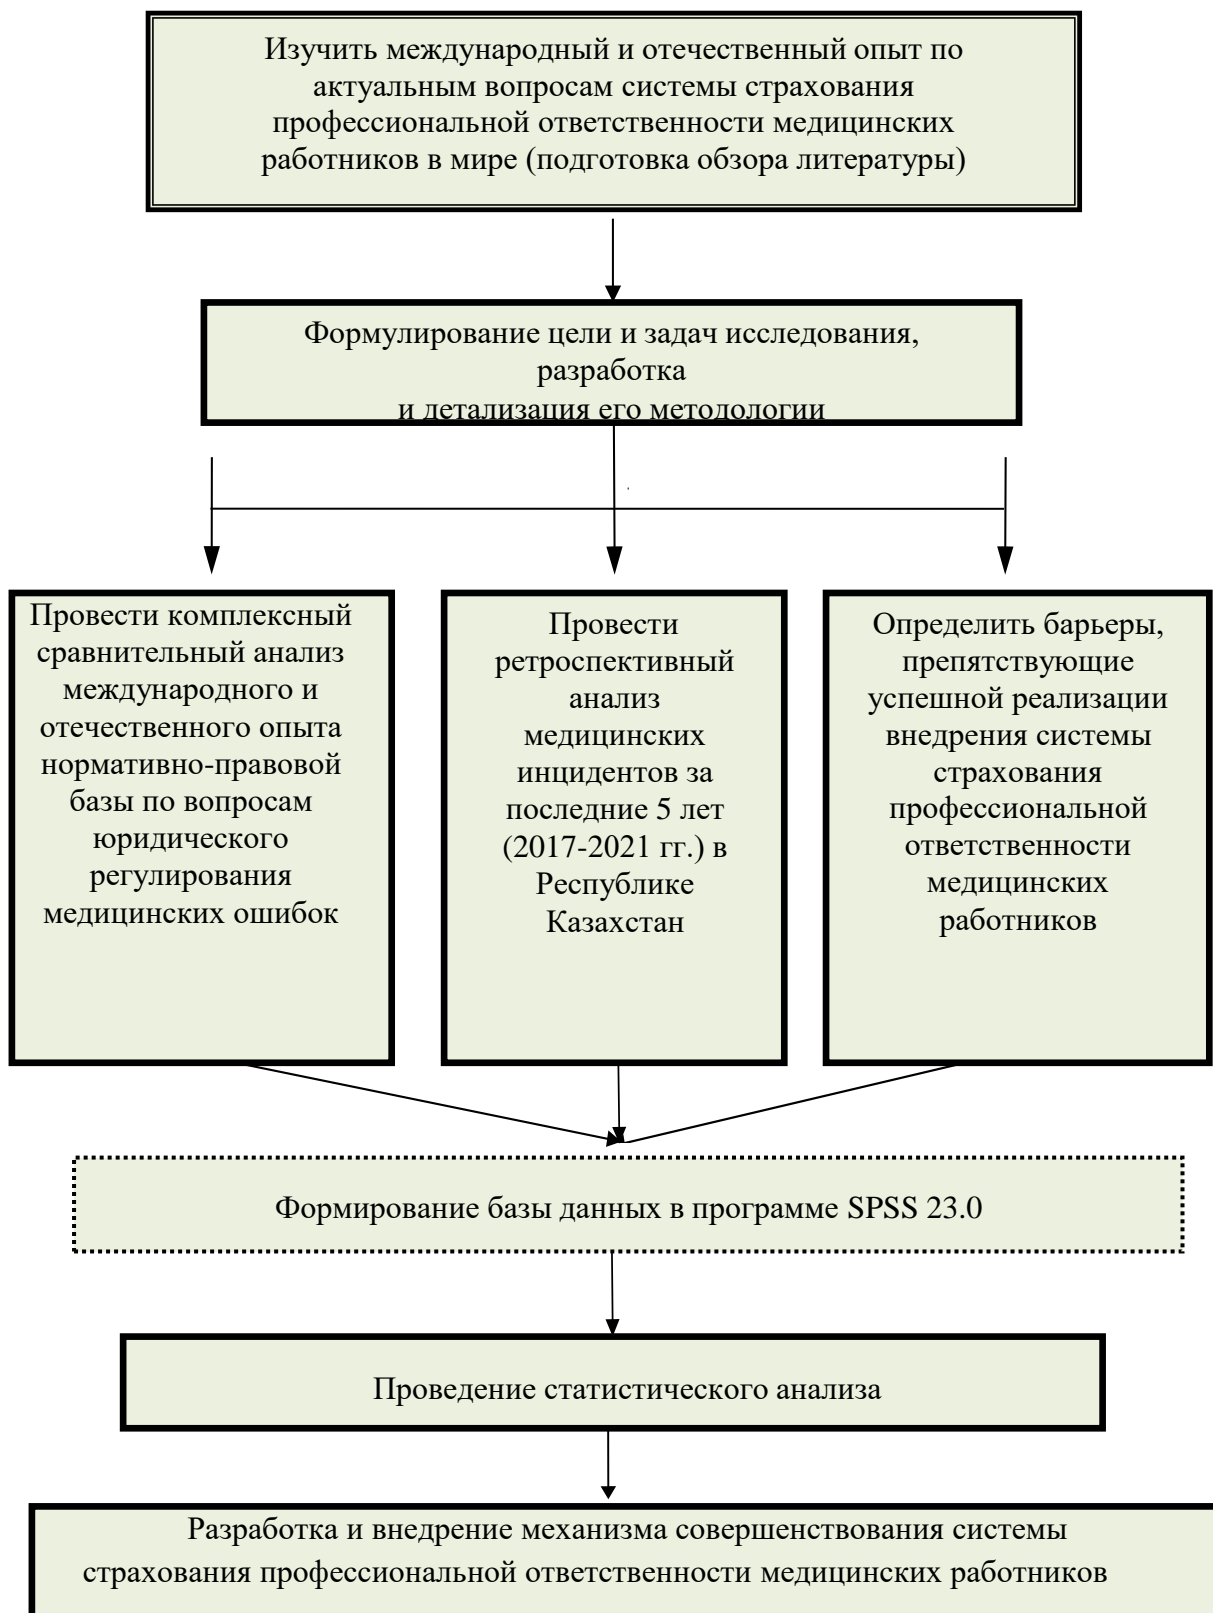 Изучить международный и отечественный опыт по
актуальным вопросам системы страхования
профессиональной ответственности медицинских
работников в мире (подготовка обзора литературы)
Формулирование цели и задач исследования,
разработка
и детализация его методологии
Провести комплексный
сравнительный анализ
международного и
отечественного опыта
нормативно-правовой
базы по вопросам
юридического
регулирования
медицинских ошибок
Провести
ретроспективный
анализ
медицинских
инцидентов за
последние 5 лет
(2017-2021 гг.) в
Республике
Казахстан
Определить барьеры,
препятствующие
успешной реализации
внедрения системы
страхования
профессиональной
ответственности
медицинских
работников
Формирование базы данных в программе SPSS 23.0
Проведение статистического анализа
Разработка и внедрение механизма совершенствования системы
страхования профессиональной ответственности медицинских работников